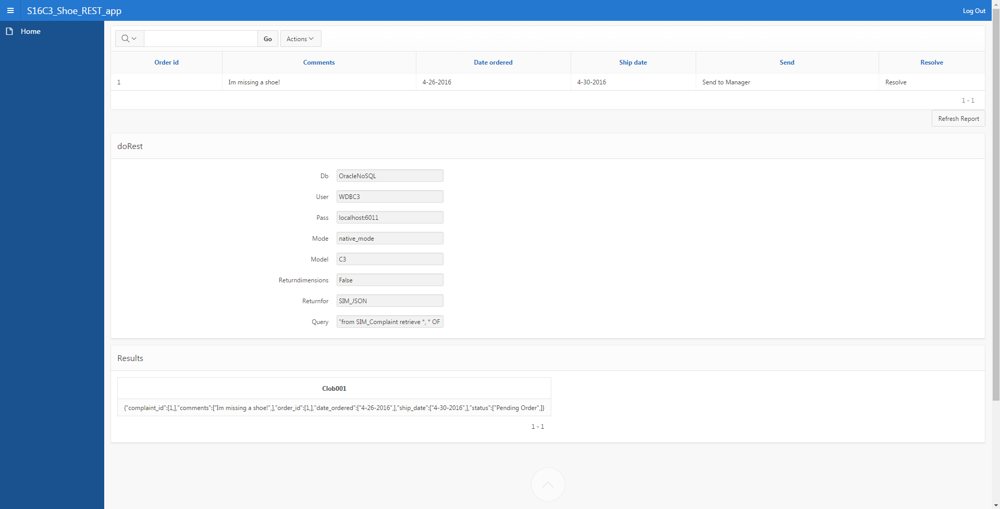 S16C3_Shoe_REST_app Log Out
Home
Go Actions
Order id Comments Date ordered Ship date Send Resolve
1 Im missing a shoe! 4-26-2016 4-30-2016 Send to Manager Resolve
1 - 1
Refresh Report
doRest
Db OracleNoSQL
User WDBC3
Pass localhost:6011
Mode native_mode
Model C3
Returndimensions False
Returnfor SIM_JSON
Query "from SIM_Complaint retrieve *, * OF
Results
Clob001
{"complaint_id":[1,],"comments":["Im missing a shoe!",],"order_id":[1,],"date_ordered":["4-26-2016",],"ship_date":["4-30-2016",],"status":["Pending Order",]}
1 - 1